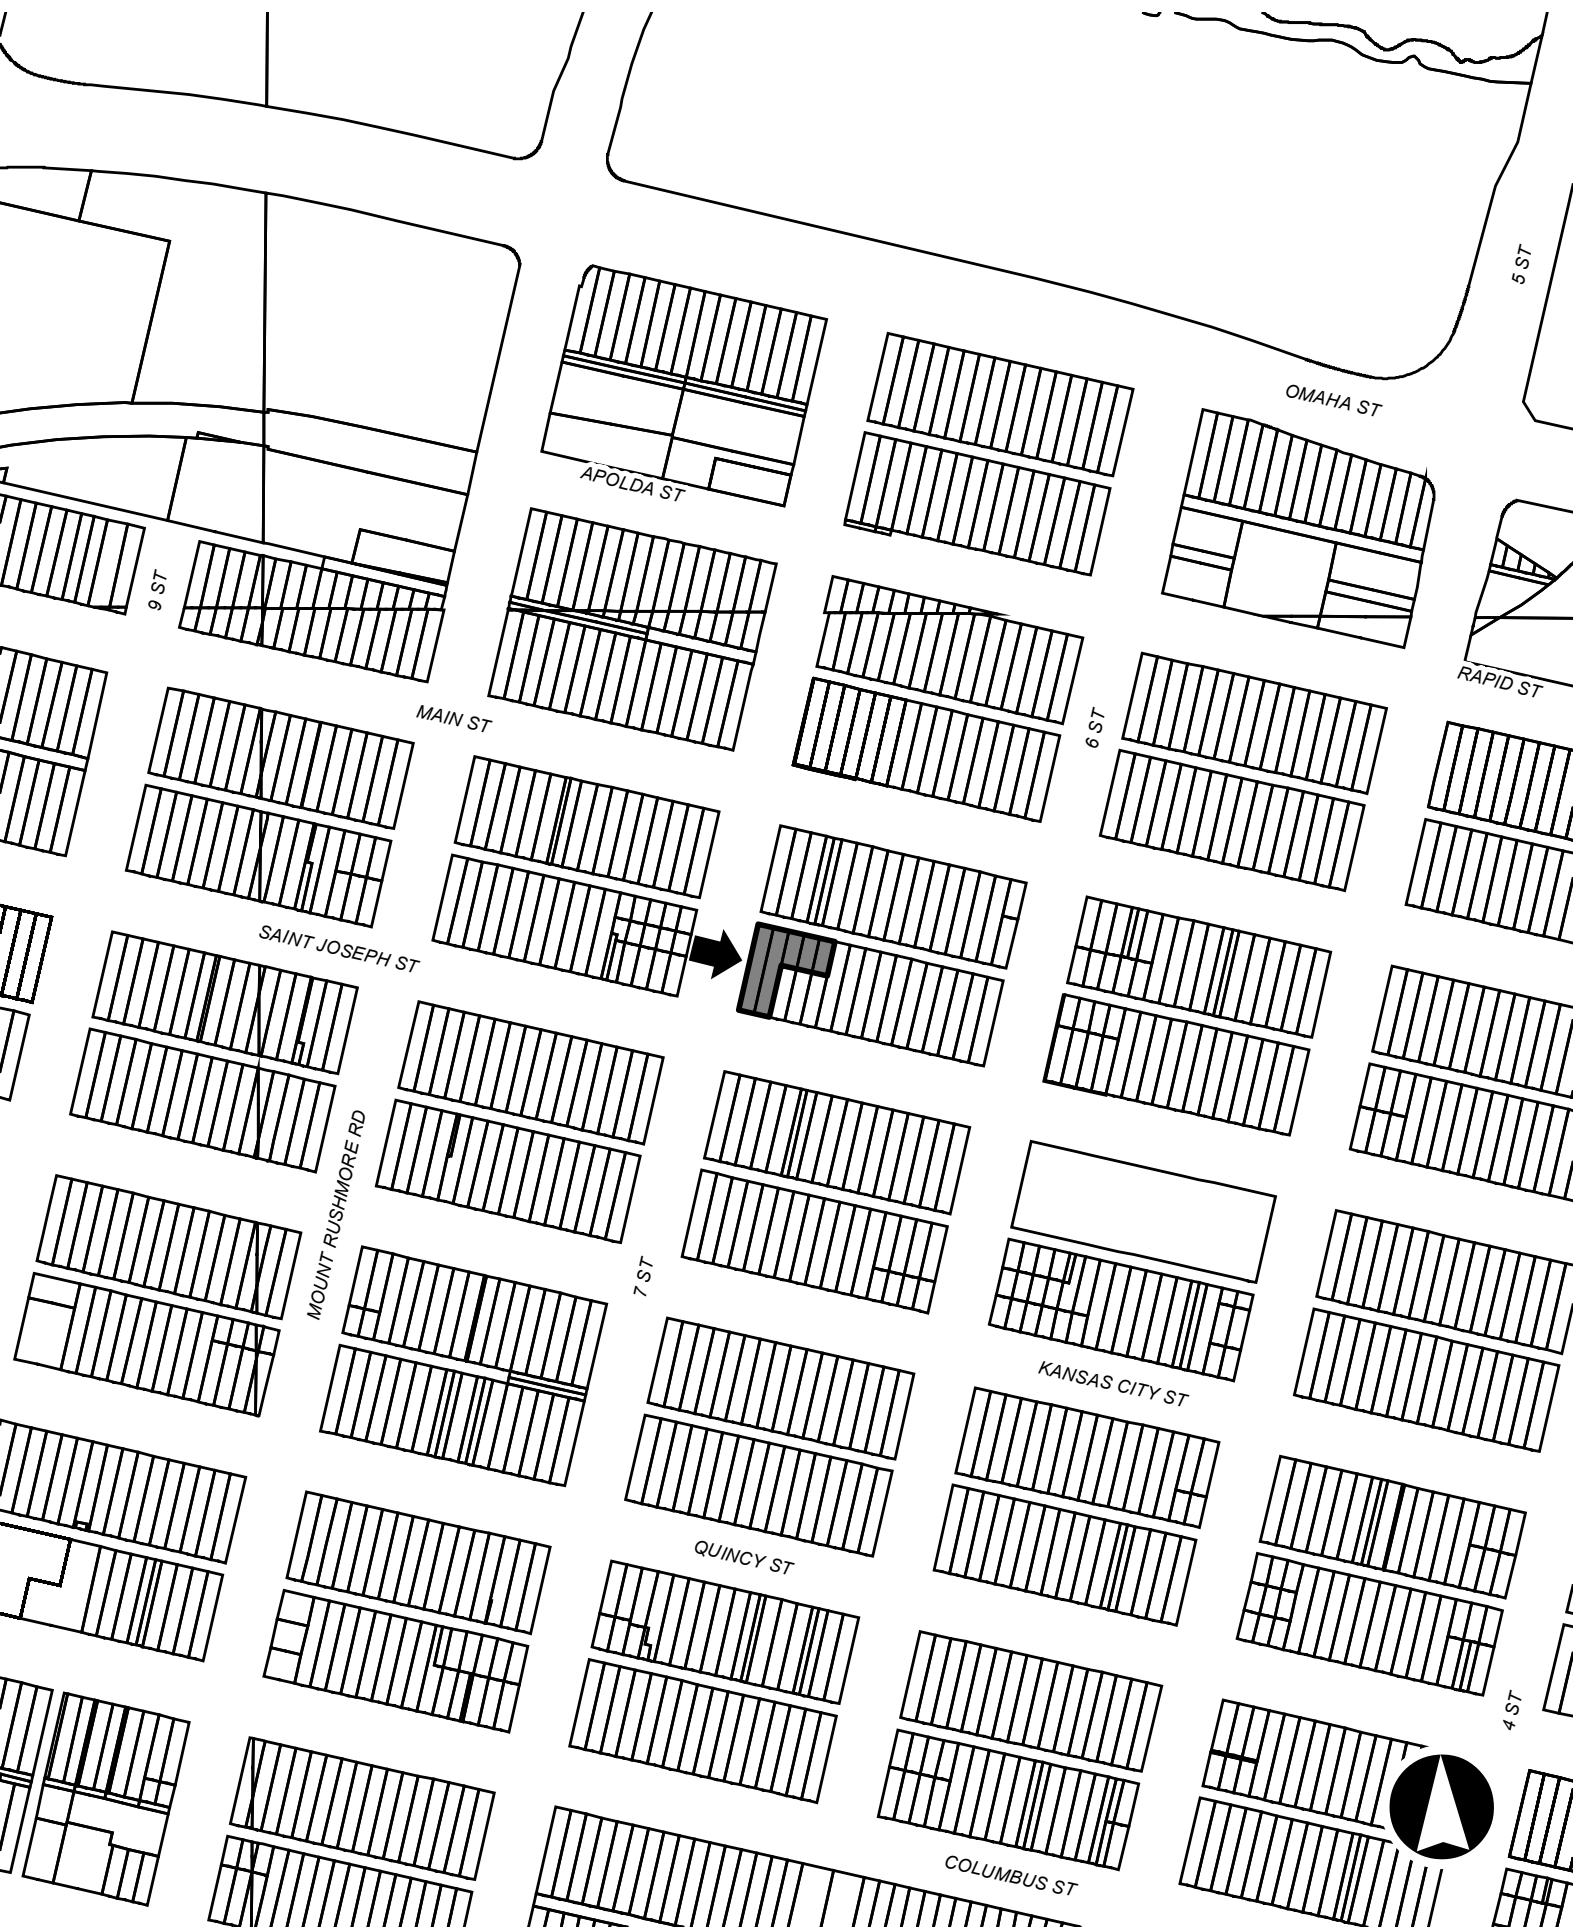 5 ST
OMAHA ST
APOLDA ST
9 ST
RAPID ST
MAIN ST
6 ST
SAINT JOSEPH ST
MOUNT RUSHMORE RD
7 ST
KANSAS CITY ST
QUINCY ST
4 ST
COLUMBUS ST